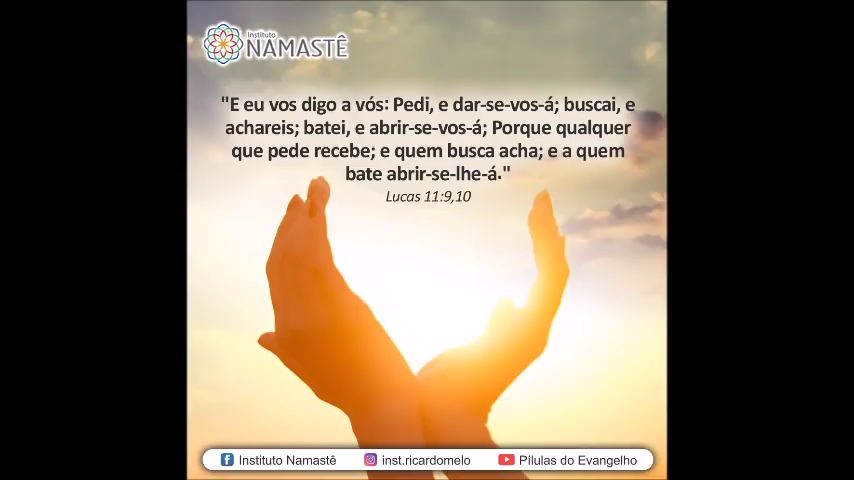 Instituto
NAMASTÊ
"E eu vos digo a vós: Pedi, e dar-se-vos-á; buscai, e
achareis; batei, e abrir-se-vos-á; Porque qualquer
que pede recebe; e quem busca acha; e a quem
bate abrir-se-lhe-á."
Lucas 11:9,10
Instituto Namastê inst.ricardomelo Pílulas do Evangelho